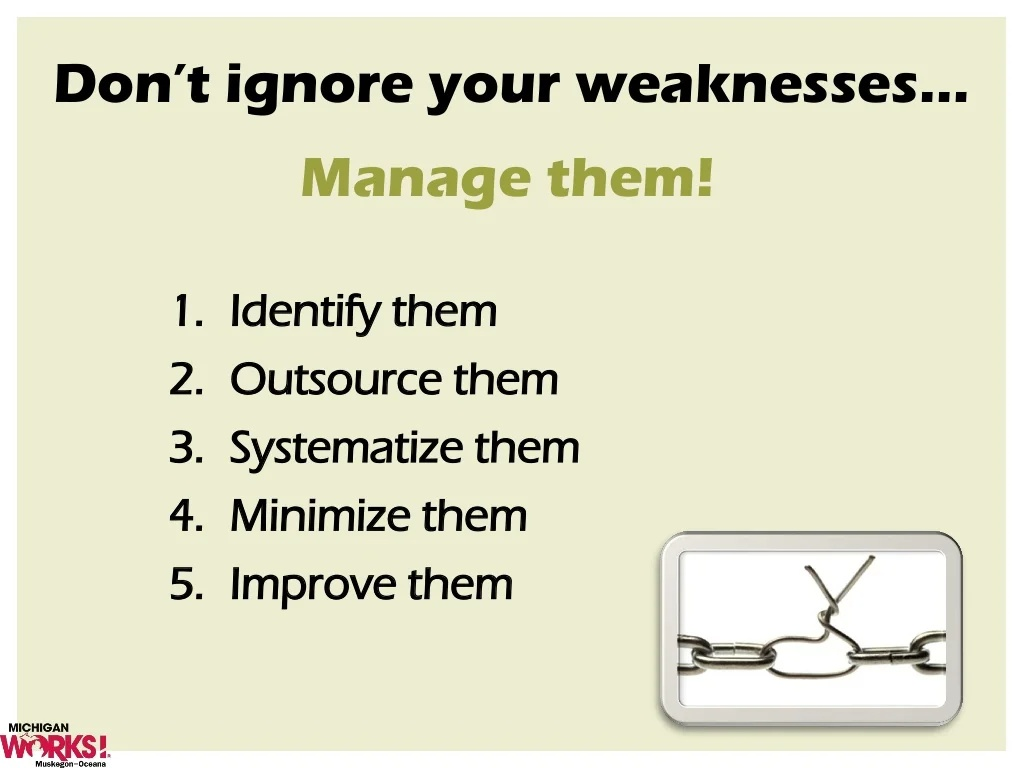 Don’t ignore your weaknesses…
Manage them!
1. Identify them
2. Outsource them
3. Systematize them
4. Minimize them
5. Improve them
MICHIGAN
WORKS!
Muskegon-Oceana